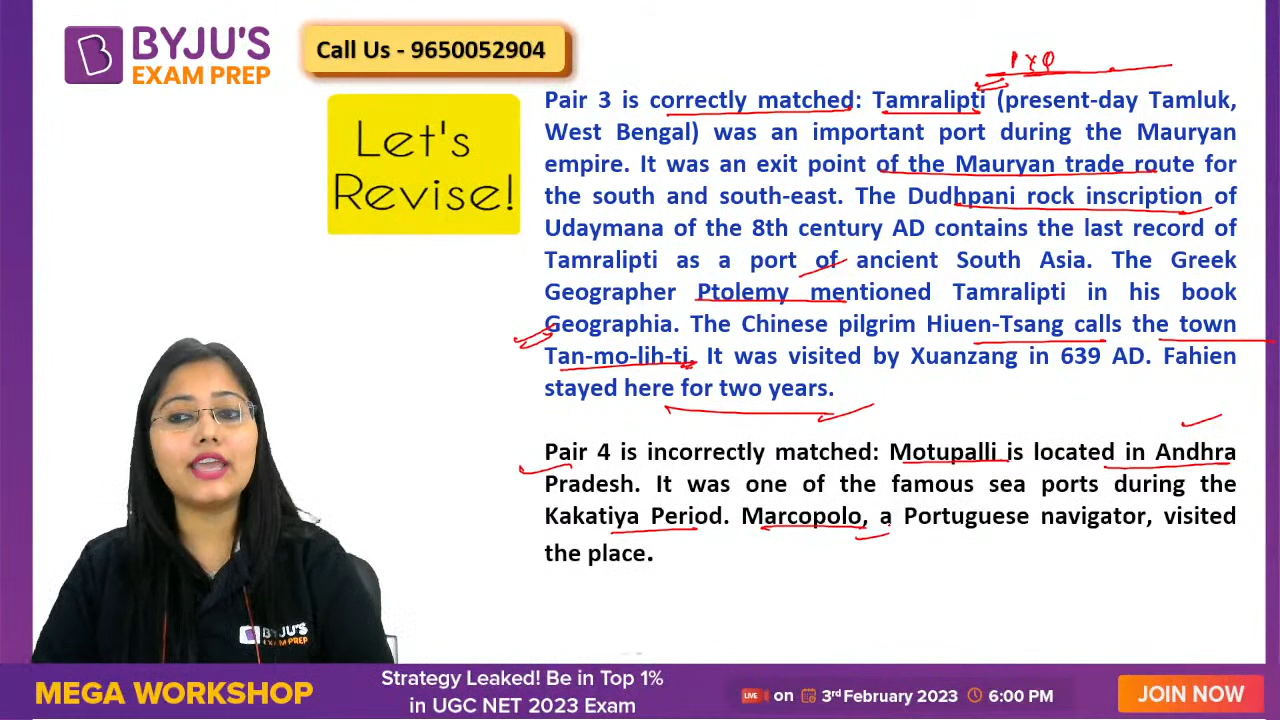 BYJU'S
EXAM PREP
Call Us - 9650052904
PYQ
Let's
Revise!
Pair 3 is correctly matched: Tamralipti (present-day Tamluk,
West Bengal) was an important port during the Mauryan
empire. It was an exit point of the Mauryan trade route for
the south and south-east. The Dudhpani rock inscription of
Udaymana of the 8th century AD contains the last record of
Tamralipti as a port of ancient South Asia. The Greek
Geographer Ptolemy mentioned Tamralipti in his book
Geographia. The Chinese pilgrim Hiuen-Tsang calls the town
Tan-mo-lih-ti. It was visited by Xuanzang in 639 AD. Fahien
stayed here for two years.
Pair 4 is incorrectly matched: Motupalli is located in Andhra
Pradesh. It was one of the famous sea ports during the
Kakatiya Period. Marcopolo, a Portuguese navigator, visited
the place.
BYJU'S
EXAM PREP
MEGA WORKSHOP
Strategy Leaked! Be in Top 1%
in UGC NET 2023 Exam
LIVE on 3rd February 2023 6:00 PM
JOIN NOW